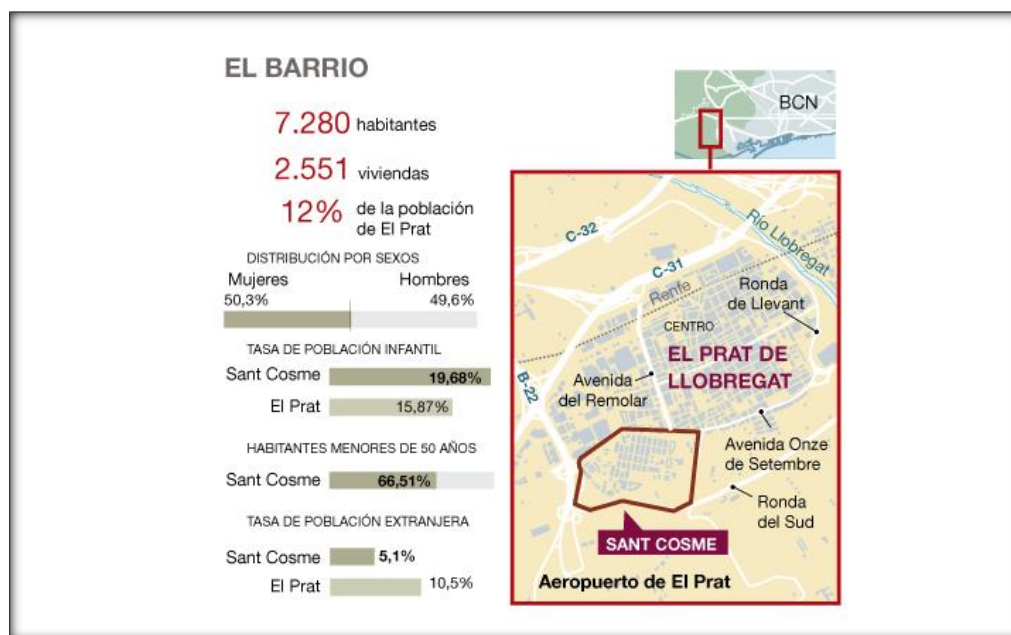 EL BARRIO
7.280 habitantes
2.551 viviendas
12% de la población
de El Prat
DISTRIBUCIÓN POR SEXOS
Mujeres Hombres
50,3% 49,6%
TASA DE POBLACIÓN INFANTIL
Sant Cosme 19,68%
El Prat 15,87%
HABITANTES MENORES DE 50 AÑOS
Sant Cosme 66,51%
TASA DE POBLACIÓN EXTRANJERA
Sant Cosme 5,1%
El Prat 10,5%
BCN
C-32
Río Llobregat
C-31
Renfe
Ronda
de Llevant
CENTRO
EL PRAT DE
LLOBREGAT
Avenida
del Remolar
B-22
Avenida Onze
de Setembre
Ronda
del Sud
SANT COSME
Aeropuerto de El Prat